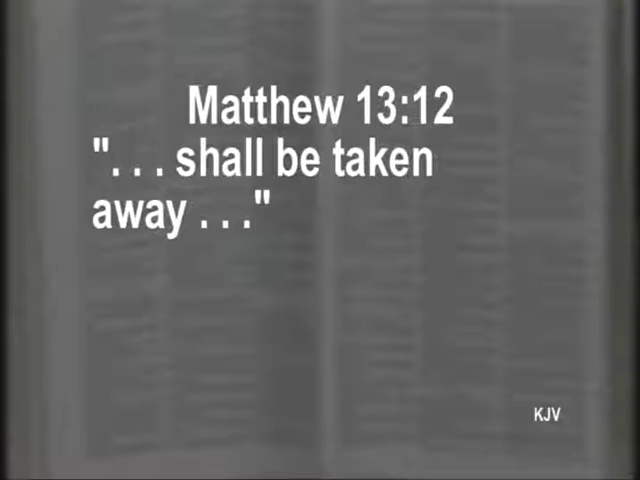 Matthew 13:12
". . . shall be taken
away . . ."
KJV